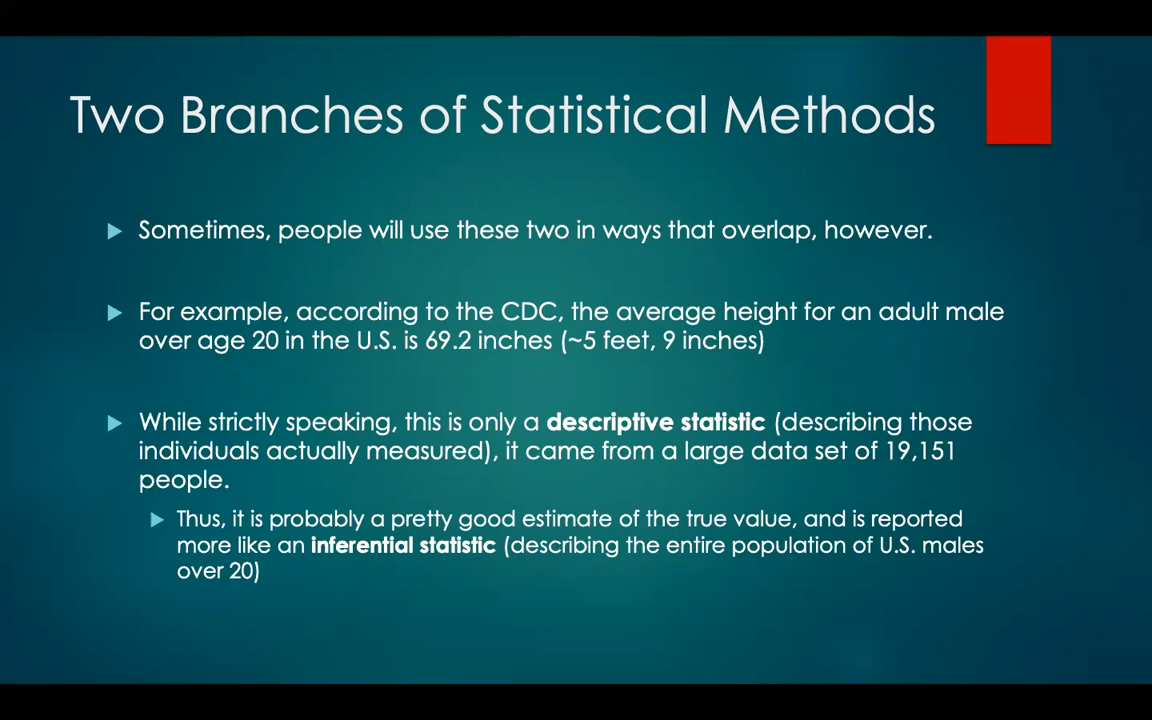 Two Branches of Statistical Methods
Sometimes, people will use these two in ways that overlap, however.
For example, according to the CDC, the average height for an adult male
over age 20 in the U.S. is 69.2 inches (~5 feet, 9 inches)
While strictly speaking, this is only a descriptive statistic (describing those
individuals actually measured), it came from a large data set of 19,151
people.
Thus, it is probably a pretty good estimate of the true value, and is reported
more like an inferential statistic (describing the entire population of U.S. males
over 20)